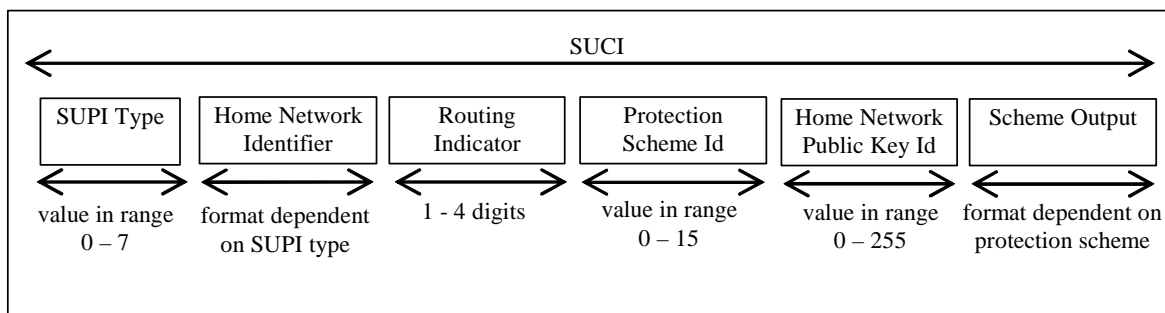 SUCI
SUPI Type
Home Network
Identifier
Routing
Indicator
Protection
Scheme Id
Home Network
Public Key Id
Scheme Output
value in range
0 – 7
format dependent
on SUPI type
1 - 4 digits
value in range
0 – 15
value in range
0 – 255
format dependent on
protection scheme